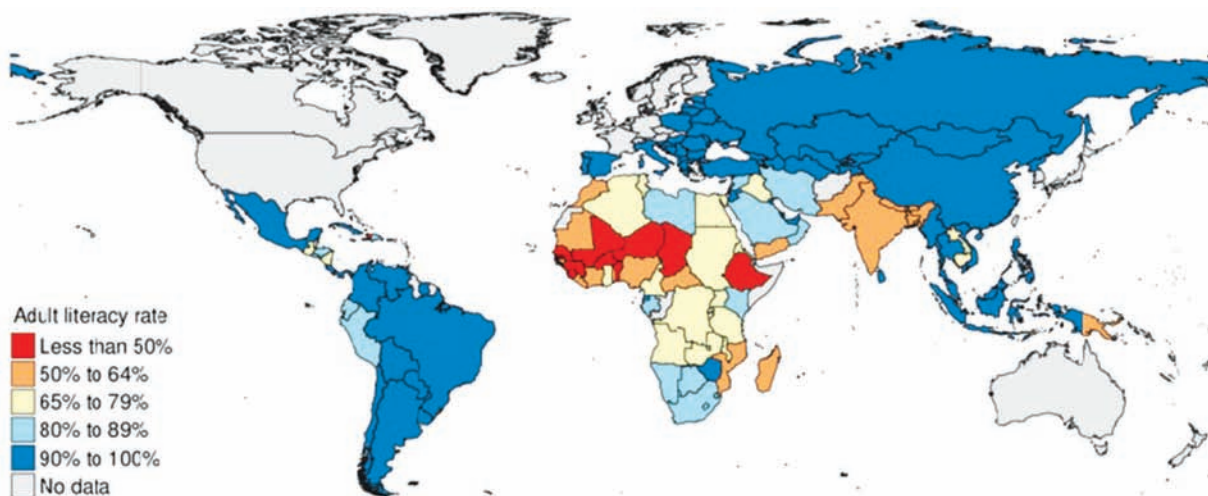 Adult literacy rate
Less than 50%
50% to 64%
65% to 79%
80% to 89%
90% to 100%
No data